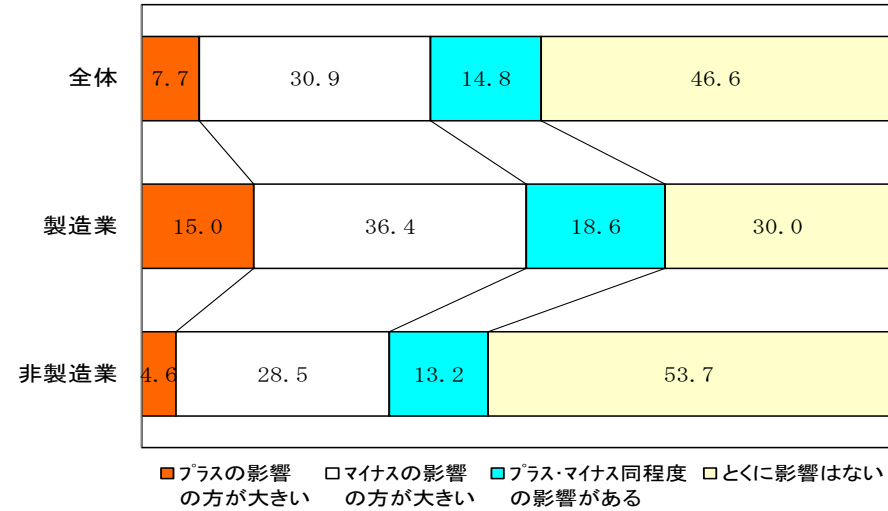 全体 7.7 30.9 14.8 46.6
製造業 15.0 36.4 18.6 30.0
非製造業 4.6 28.5 13.2 53.7
プラスの影響 マイナスの影響 プラス・マイナス同程度 とくに影響はない
の方が大きい の方が大きい の影響がある